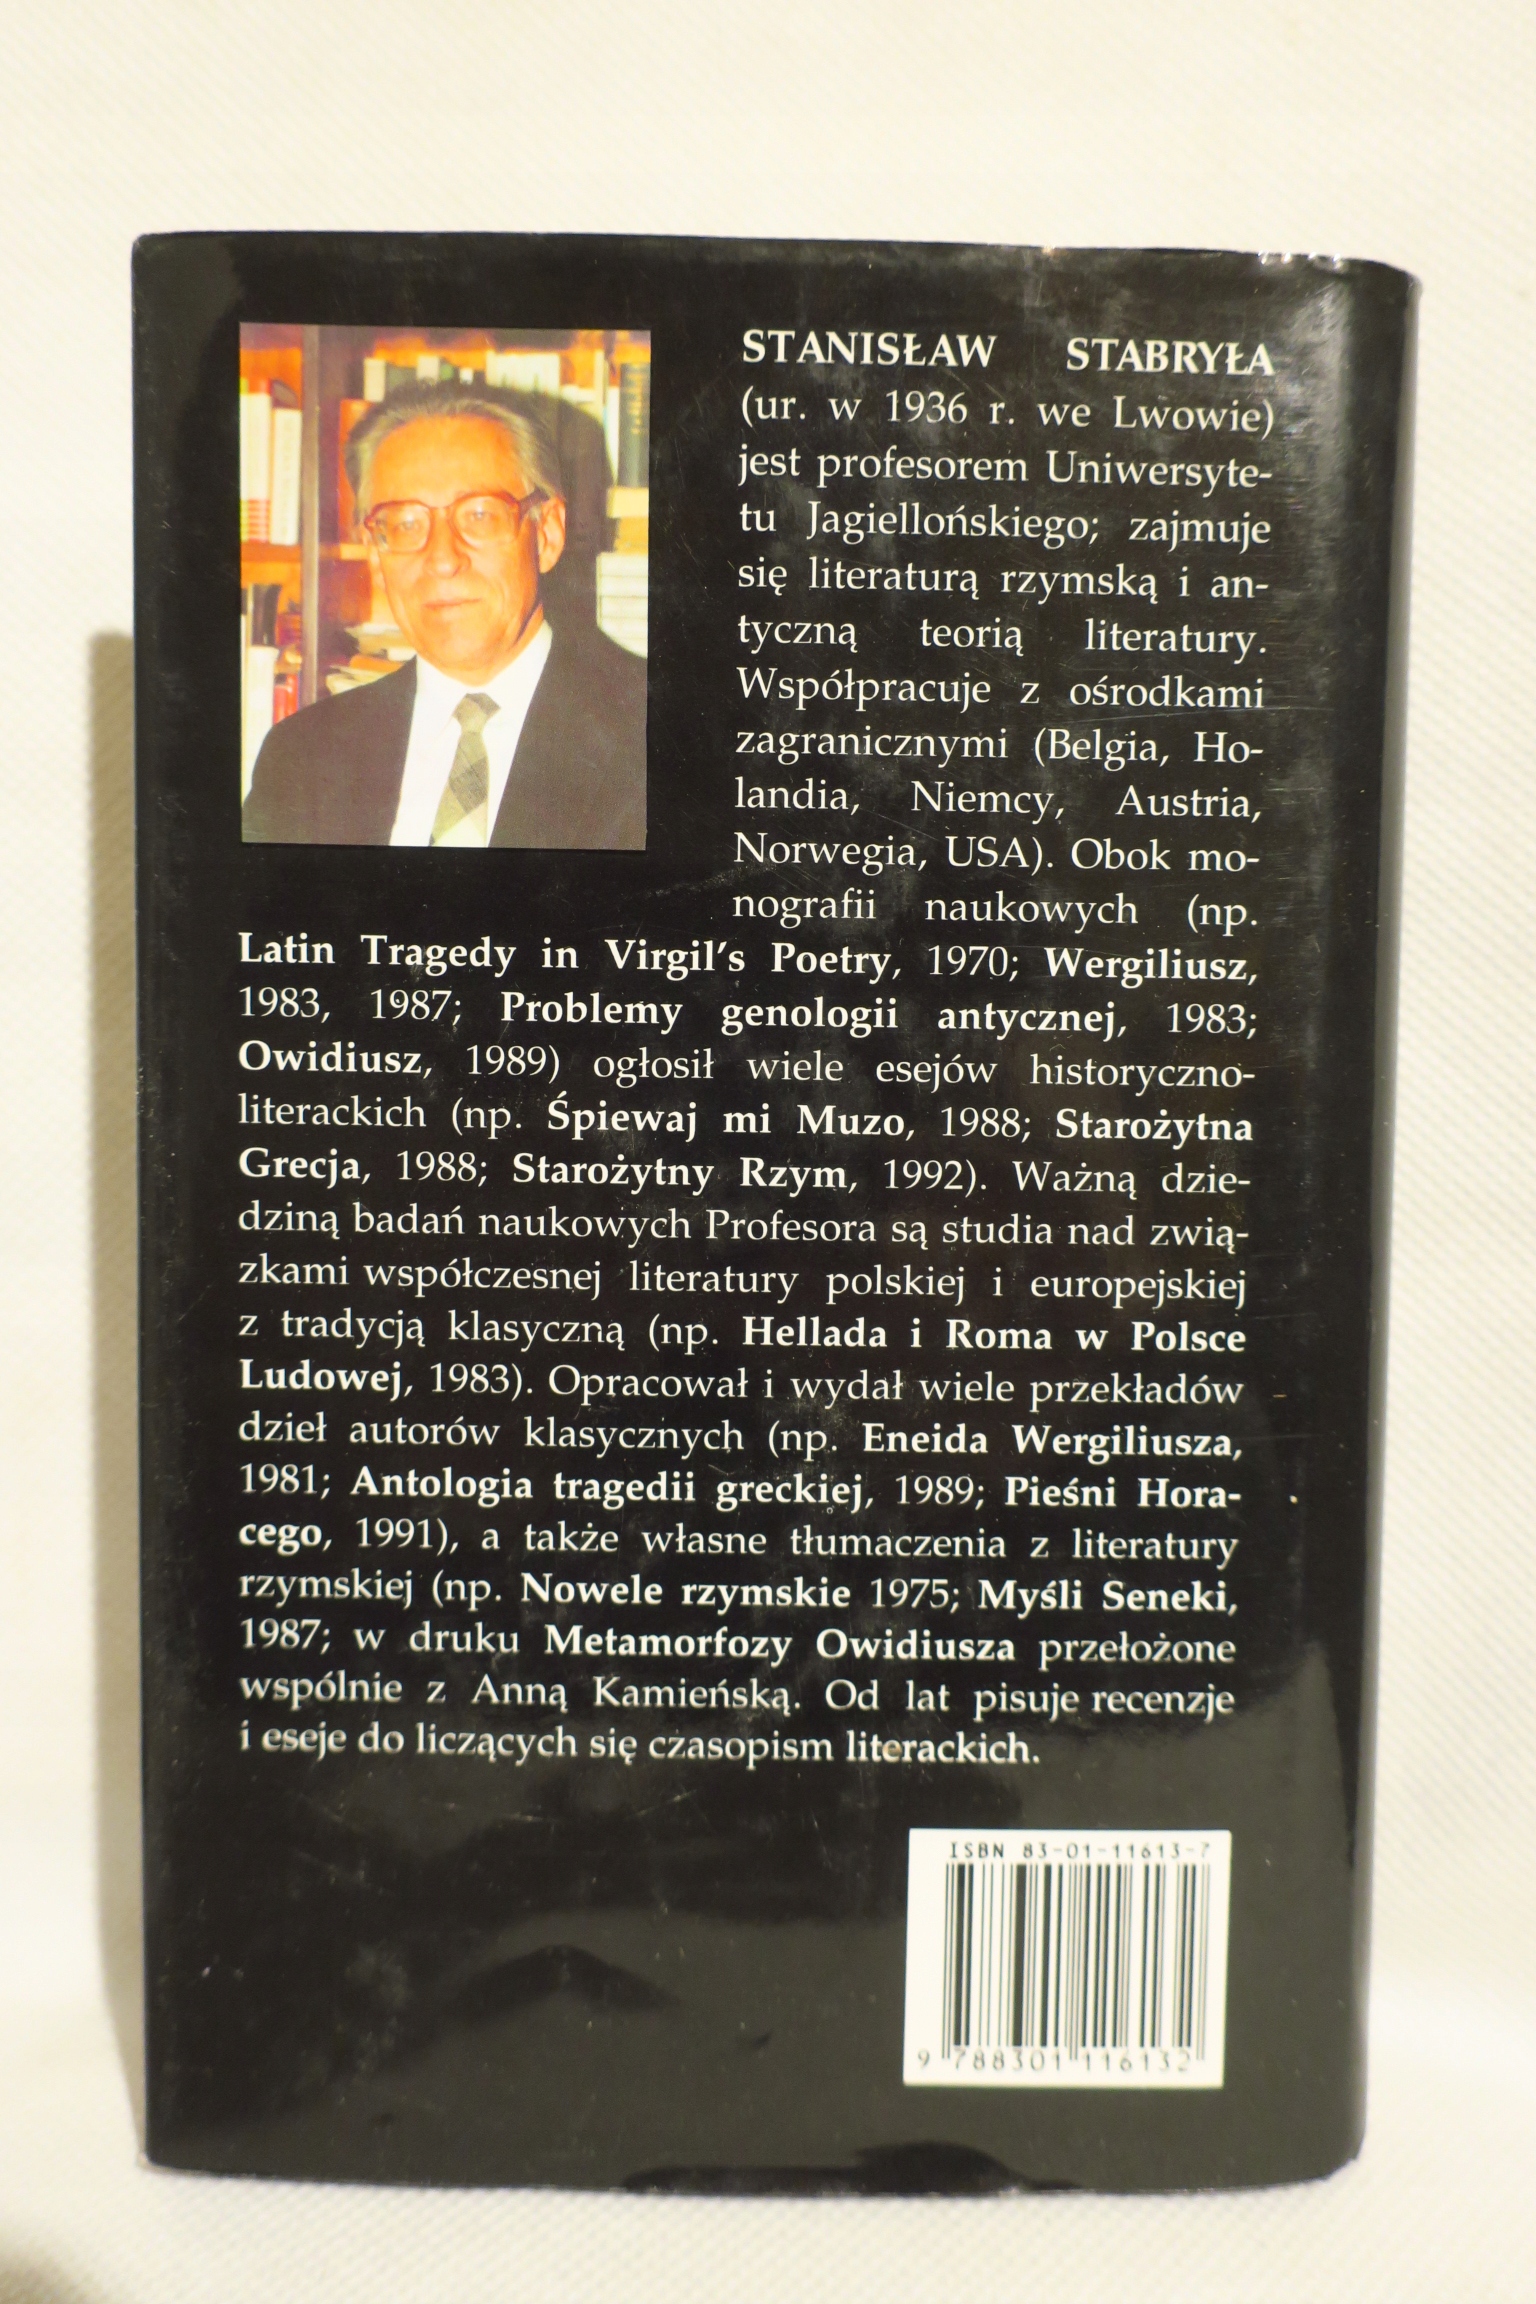 STANISŁAW STABRYŁA
(ur. w 1936 r. we Lwowie)
jest profesorem Uniwersyte-
tu Jagiellońskiego; zajmuje
się literaturą rzymską i an-
tyczną teorią literatury.
Współpracuje z ośrodkami
zagranicznymi (Belgia, Ho-
landia, Niemcy, Austria,
Norwegia, USA). Obok mo-
nografii naukowych (np.
Latin Tragedy in Virgil's Poetry, 1970; Wergiliusz,
1983, 1987; Problemy genologii antycznej, 1983;
Owidiusz, 1989) ogłosił wiele esejów historyczno-
literackich (np. Śpiewaj mi Muzo, 1988; Starożytna
Grecja, 1988; Starożytny Rzym, 1992). Ważną dzie-
dziną badań naukowych Profesora są studia nad zwią-
zkami współczesnej literatury polskiej i europejskiej
z tradycją klasyczną (np. Hellada i Roma w Polsce
Ludowej, 1983). Opracował i wydał wiele przekładów
dzieł autorów klasycznych (np. Eneida Wergiliusza,
1981; Antologia tragedii greckiej, 1989; Pieśni Hora-
cego, 1991), a także własne tłumaczenia z literatury
rzymskiej (np. Nowele rzymskie 1975; Myśli Seneki,
1987; w druku Metamorfozy Owidiusza przełożone
wspólnie z Anną Kamieńską. Od lat pisuje recenzje
i eseje do liczących się czasopism literackich.
ISBN 83-01-11613-7
9 788301 116132